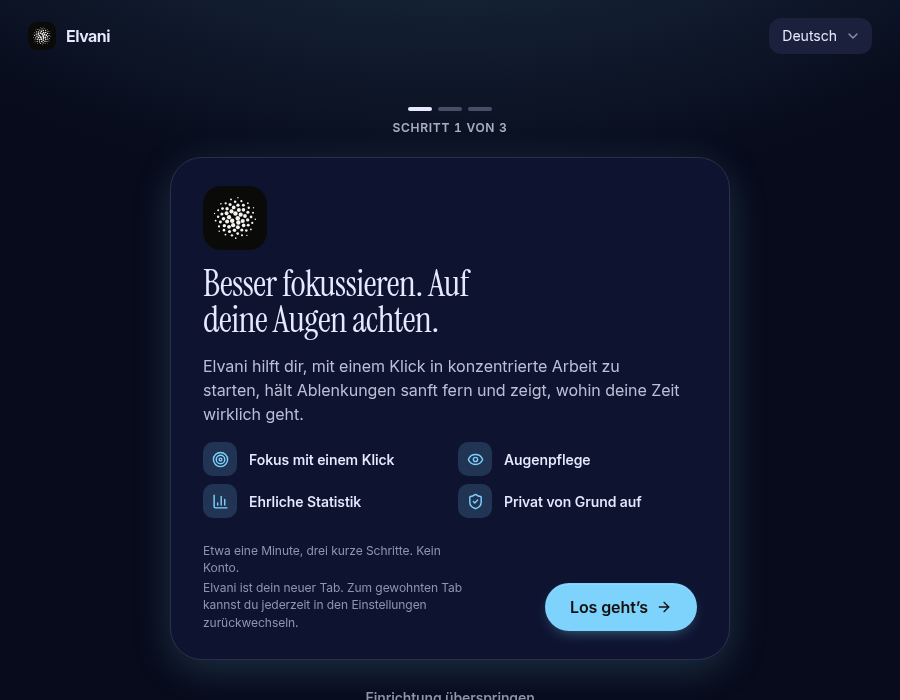 Elvani
Deutsch
SCHRITT 1 VON 3
Besser fokussieren. Auf
deine Augen achten.
Elvani hilft dir, mit einem Klick in konzentrierte Arbeit zu
starten, hält Ablenkungen sanft fern und zeigt, wohin deine Zeit
wirklich geht.
Fokus mit einem Klick
Augenpflege
Ehrliche Statistik
Privat von Grund auf
Etwa eine Minute, drei kurze Schritte. Kein
Konto.
Elvani ist dein neuer Tab. Zum gewohnten Tab
kannst du jederzeit in den Einstellungen
zurückwechseln.
Los geht’s
Einrichtung überspringen